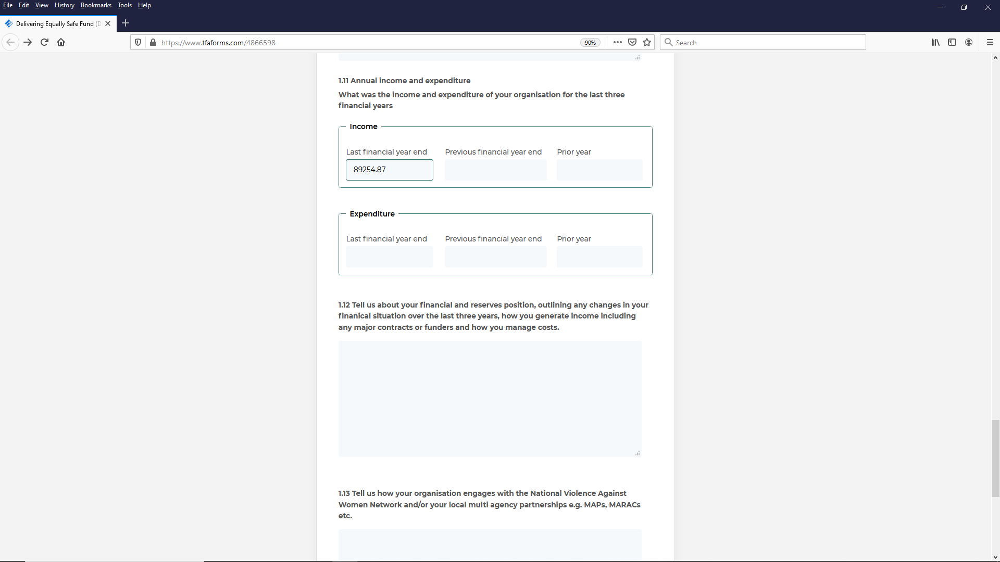 File Edit View History Bookmarks Tools Help
Delivering Equally Safe Fund (D
https://www.tfaforms.com/4866598
90%
Search
1.11 Annual income and expenditure
What was the income and expenditure of your organisation for the last three
financial years
Income
Last financial year end Previous financial year end Prior year
89254.87
Expenditure
Last financial year end Previous financial year end Prior year
1.12 Tell us about your financial and reserves position, outlining any changes in your
finanical situation over the last three years, how you generate income including
any major contracts or funders and how you manage costs.
1.13 Tell us how your organisation engages with the National Violence Against
Women Network and/or your local multi agency partnerships e.g. MAPs, MARACs
etc.